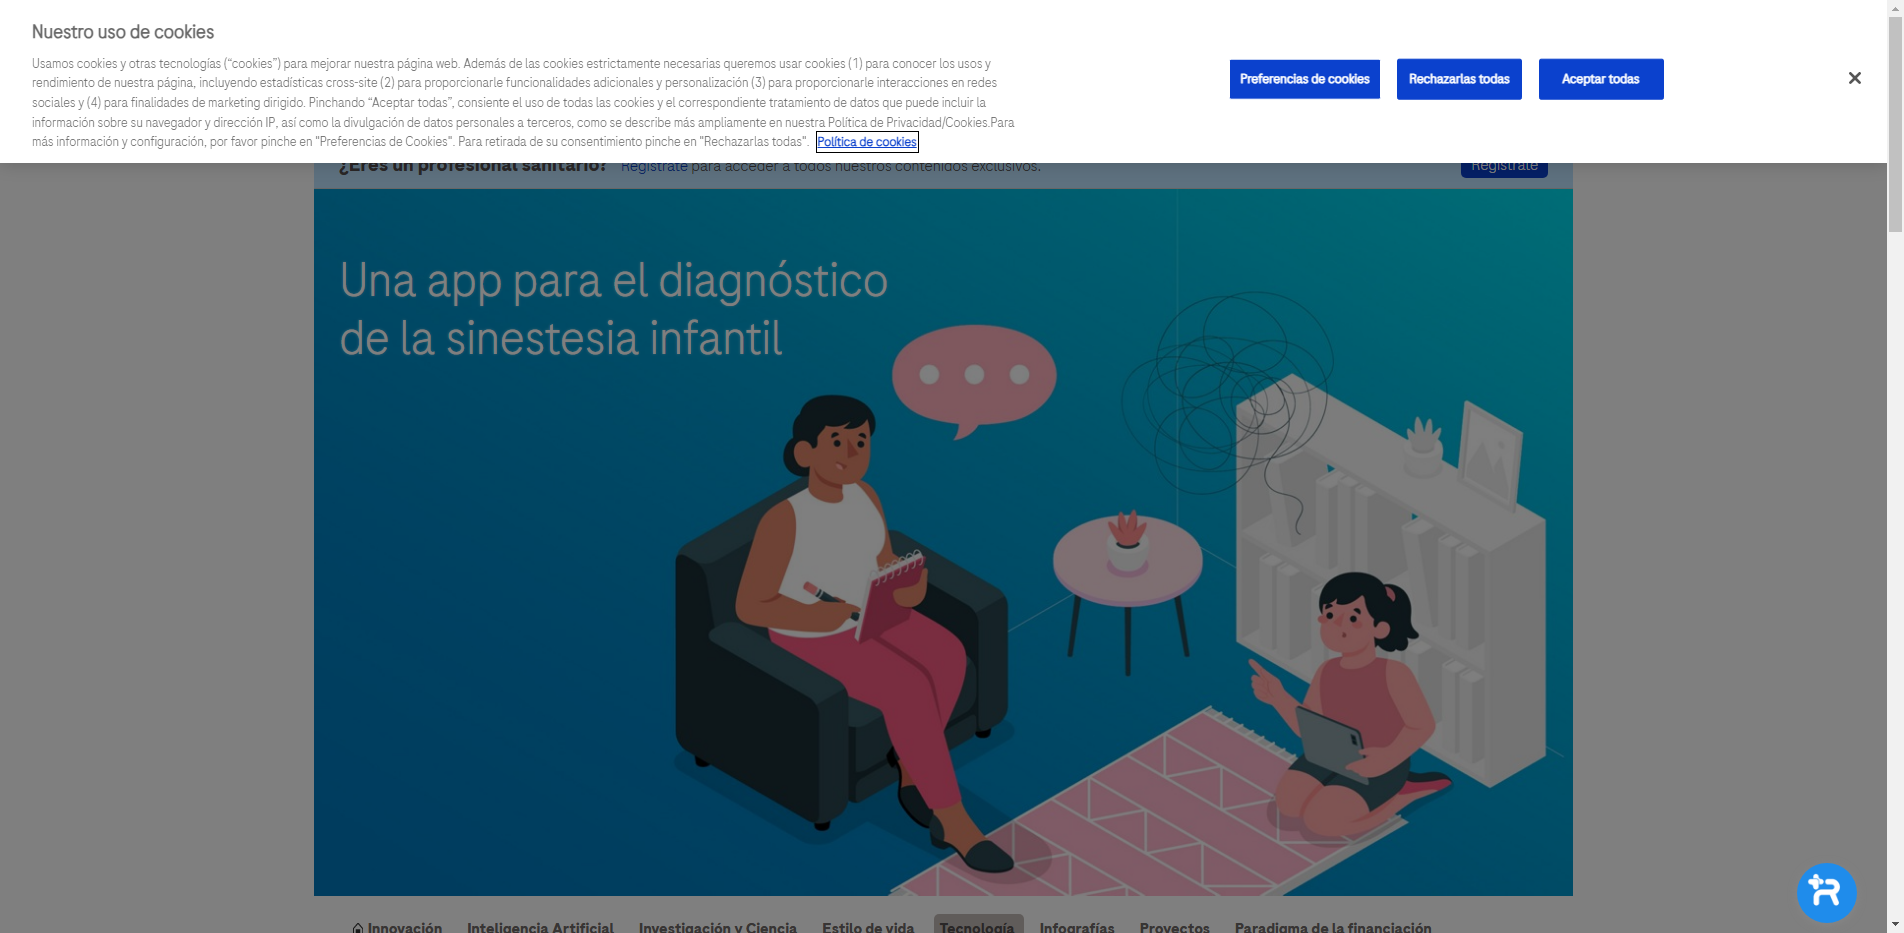 Nuestro uso de cookies
Usamos cookies y otras tecnologías (“cookies”) para mejorar nuestra página web. Además de las cookies estrictamente necesarias queremos usar cookies (1) para conocer los usos y
rendimiento de nuestra página, incluyendo estadísticas cross-site (2) para proporcionarle funcionalidades adicionales y personalización (3) para proporcionarle interacciones en redes
sociales y (4) para finalidades de marketing dirigido. Pinchando “Aceptar todas”, consiente el uso de todas las cookies y el correspondiente tratamiento de datos que puede incluir la
información sobre su navegador y dirección IP, así como la divulgación de datos personales a terceros, como se describe más ampliamente en nuestra Política de Privacidad/Cookies.Para
más información y configuración, por favor pinche en "Preferencias de Cookies". Para retirada de su consentimiento pinche en "Rechazarlas todas". Política de cookies
Preferencias de cookies
Rechazarlas todas
Aceptar todas
¿Eres un profesional sanitario? Regístrate para acceder a todos nuestros contenidos exclusivos.
Regístrate
Una app para el diagnóstico
de la sinestesia infantil
Innovación Inteligencia Artificial Investigación y Ciencia Estilo de vida Tecnología Infografías Proyectos Paradigma de la financiación